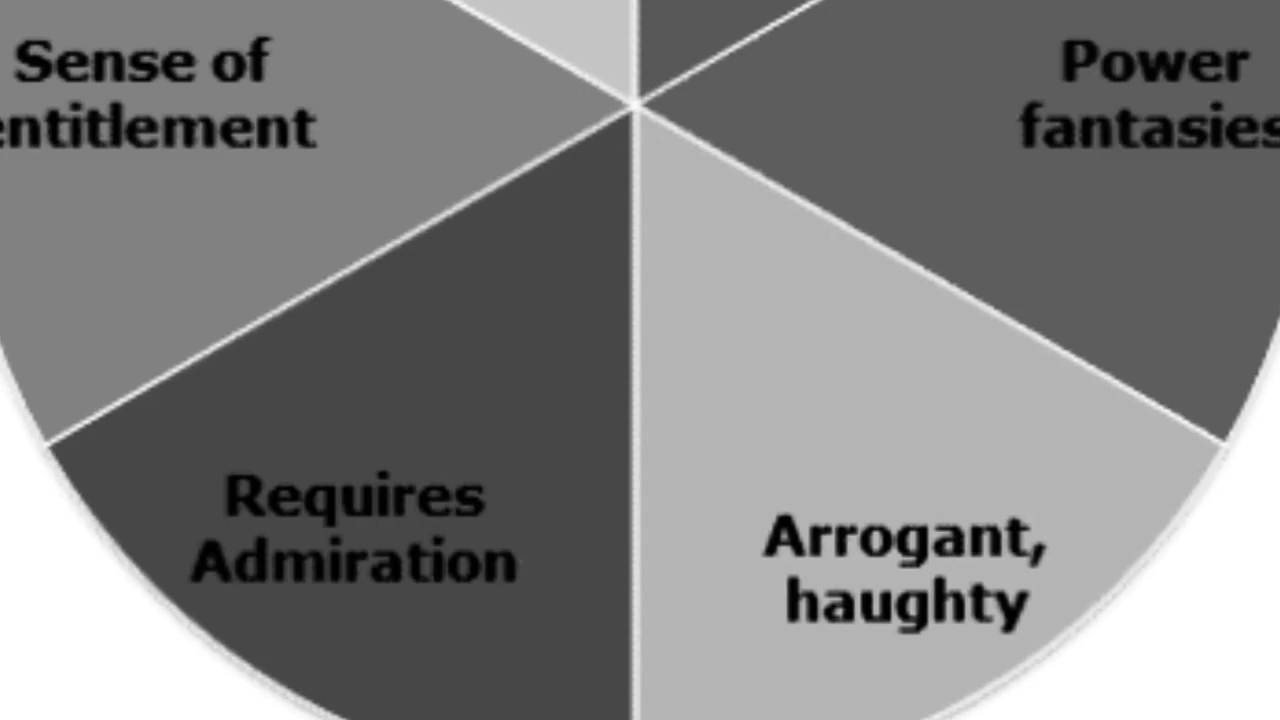 Sense of
entitlement
Power
fantasies
Requires
Admiration
Arrogant,
haughty